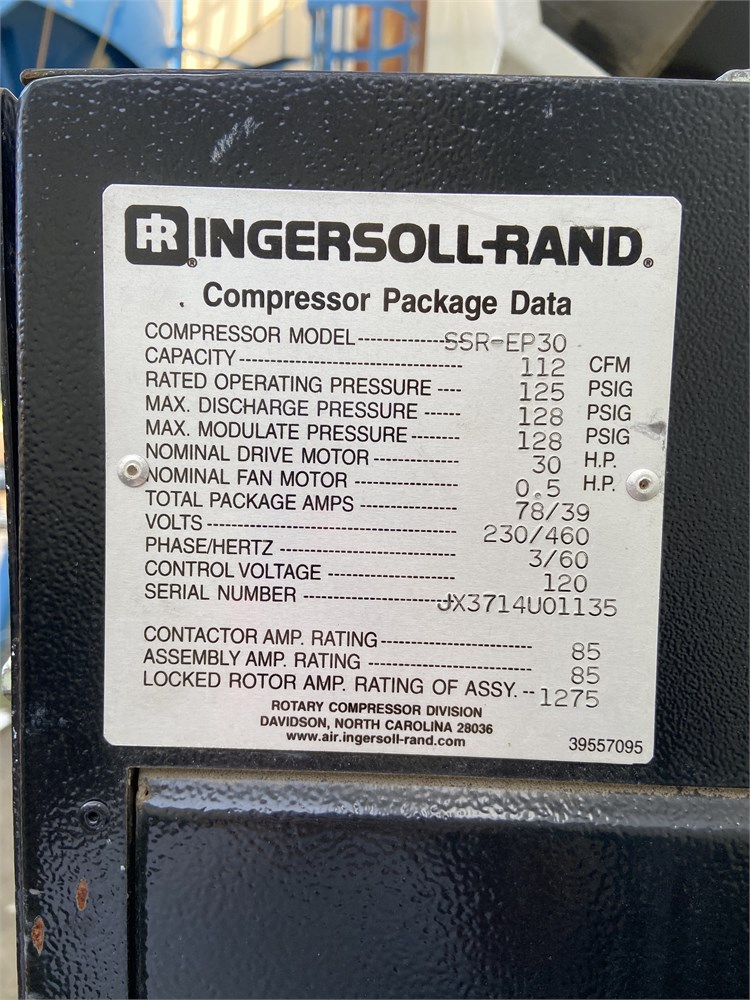 IR INGERSOLL-RAND®
Compressor Package Data
COMPRESSOR MODEL---------------SSR-EP30
CAPACITY-------------------------------------- 112 CFM
RATED OPERATING PRESSURE ---- 125 PSIG
MAX. DISCHARGE PRESSURE ------ 128 PSIG
MAX. MODULATE PRESSURE-------- 128 PSIG
NOMINAL DRIVE MOTOR-------------- 30 H.P.
NOMINAL FAN MOTOR ----------------- 0.5 H.P.
TOTAL PACKAGE AMPS ---------------- 78/39
VOLTS----------------------------------------- 230/460
PHASE/HERTZ ----------------------------- 3/60
CONTROL VOLTAGE --------------------- 120
SERIAL NUMBER ----------------------JX3714U01135
CONTACTOR AMP. RATING------------------------- 85
ASSEMBLY AMP. RATING --------------------------- 85
LOCKED ROTOR AMP. RATING OF ASSY. --1275
ROTARY COMPRESSOR DIVISION
DAVIDSON, NORTH CAROLINA 28036
www.air.ingersoll-rand.com
39557095